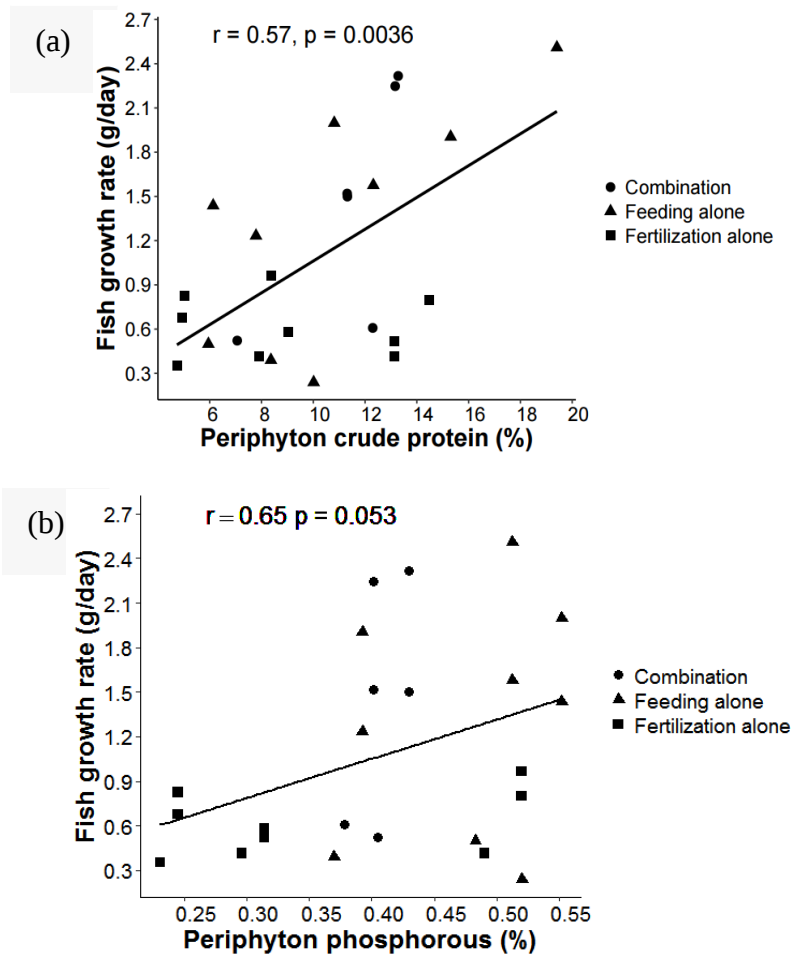 (a)
r = 0.57, p = 0.0036
Fish growth rate (g/day)
2.7
2.4
2.1
1.8
1.5
1.2
0.9
0.6
0.3
6 8 10 12 14 16 18 20
Periphyton crude protein (%)
Combination
Feeding alone
Fertilization alone
(b)
r = 0.65 p = 0.053
Fish growth rate (g/day)
2.7
2.4
2.1
1.8
1.5
1.2
0.9
0.6
0.3
0.25 0.30 0.35 0.40 0.45 0.50 0.55
Periphyton phosphorous (%)
Combination
Feeding alone
Fertilization alone